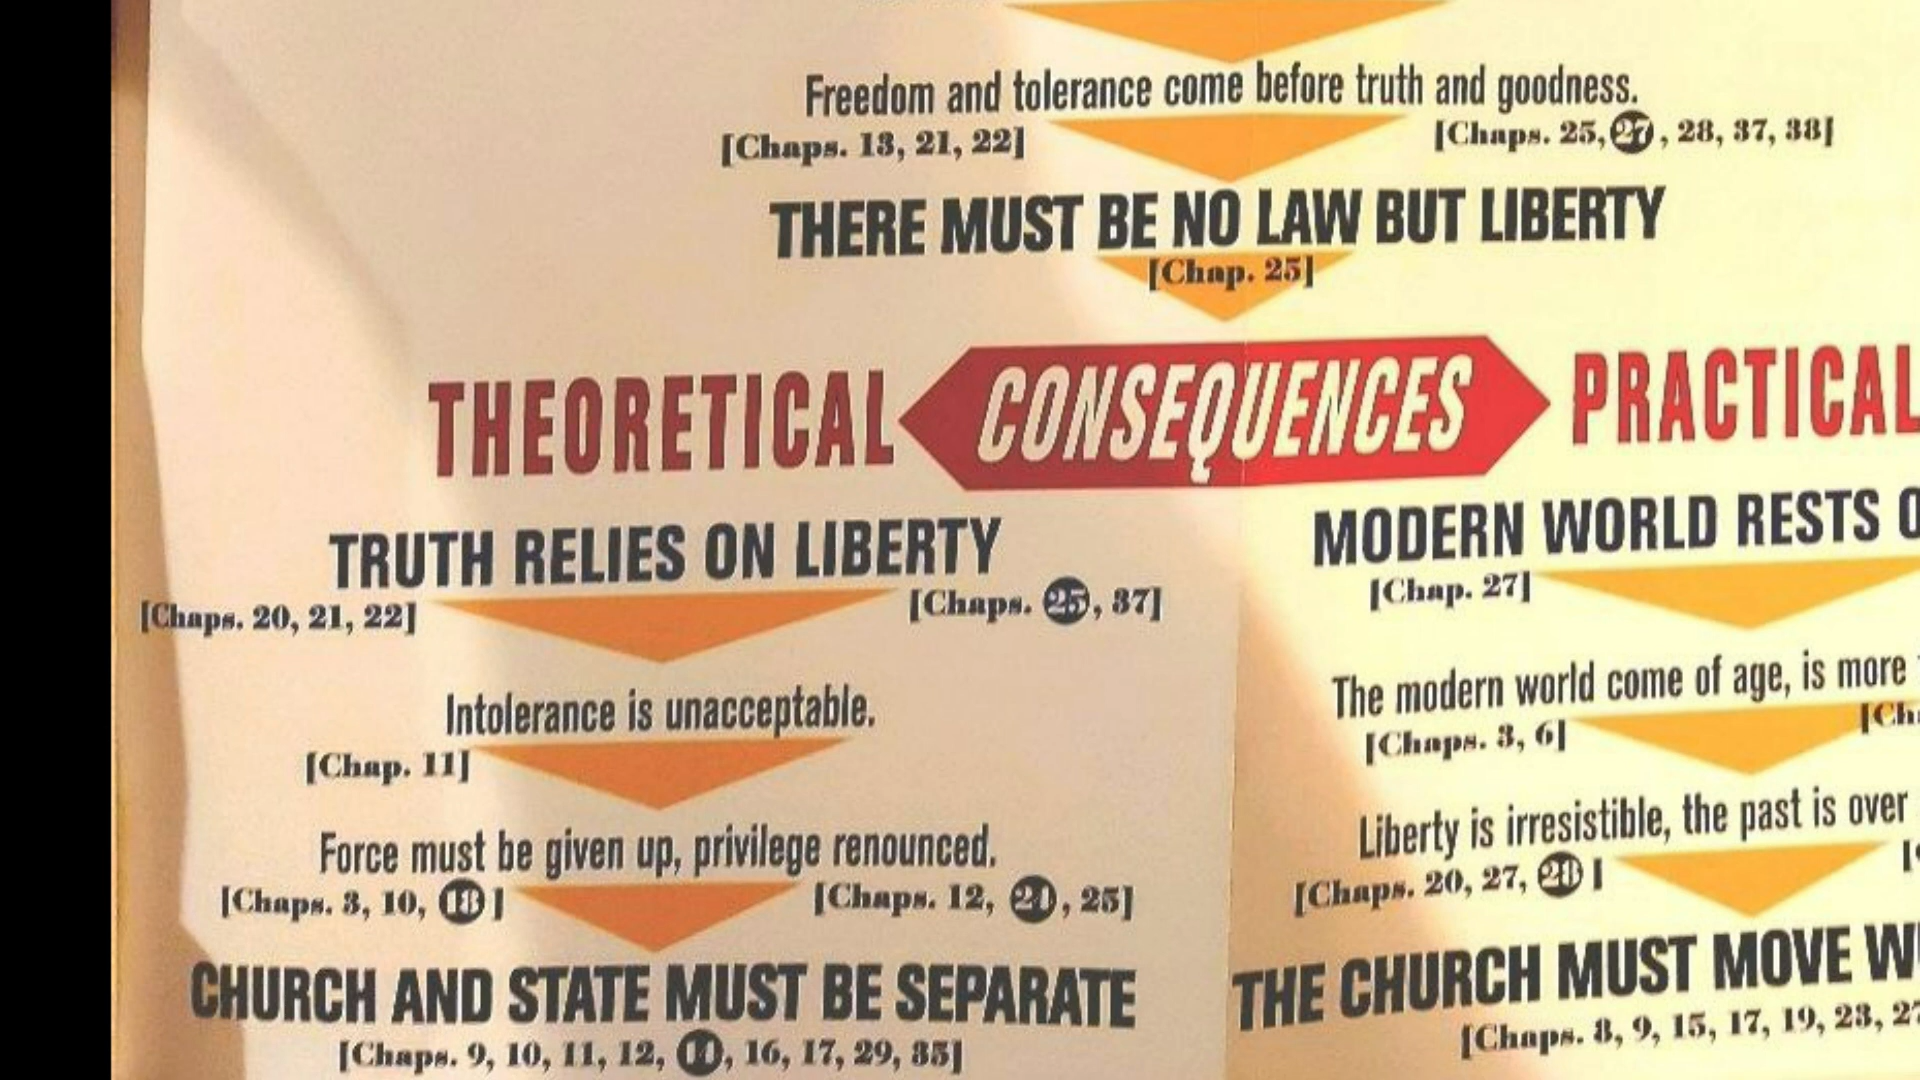 Freedom and tolerance come before truth and goodness.
[Chaps. 13, 21, 22] [Chaps. 25, 27, 28, 37, 38]
THERE MUST BE NO LAW BUT LIBERTY
[Chap. 25]
THEORETICAL CONSEQUENCES PRACTICAL
TRUTH RELIES ON LIBERTY
[Chaps. 20, 21, 22] [Chaps. 25, 37]
Intolerance is unacceptable.
[Chap. 11]
Force must be given up, privilege renounced.
[Chaps. 3, 10, 18] [Chaps. 12, 21, 25]
CHURCH AND STATE MUST BE SEPARATE
[Chaps. 9, 10, 11, 12, 16, 17, 29, 35]
MODERN WORLD RESTS
[Chap. 27]
The modern world come of age, is more
[Chaps. 3, 6]
Liberty is irresistible, the past is over
[Chaps. 20, 27, 28]
THE CHURCH MUST MOVE
[Chaps. 8, 9, 15, 17, 19, 23,